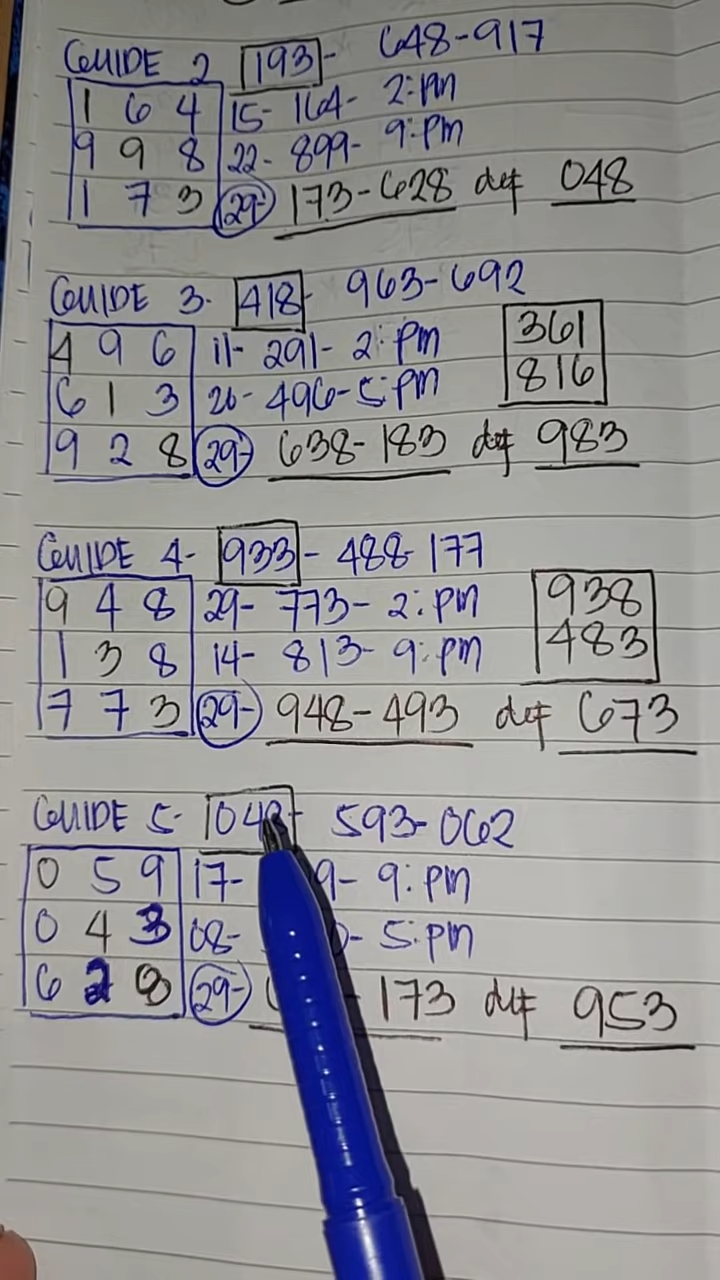 GUIDE 2 193- 648-917
1 6 4 15- 164- 2:pm
9 9 8 22- 899- 9:pm
1 7 3 29- 173-628 def 048
GUIDE 3- 418- 963-692
4 9 6 11- 291- 2:pm 361
6 1 3 26- 496- 5:pm 816
9 2 8 29- 638- 183 def 983
GUIDE 4- 933 - 488-177
9 4 8 29- 773- 2:pm 938
1 3 8 14- 813- 9:pm 483
7 7 3 29- 948-493 def 673
GUIDE 5- 593-062
0 5 9 17- 9- 9:pm
0 4 3 08- 5:pm
6 2 29- 173 def 953